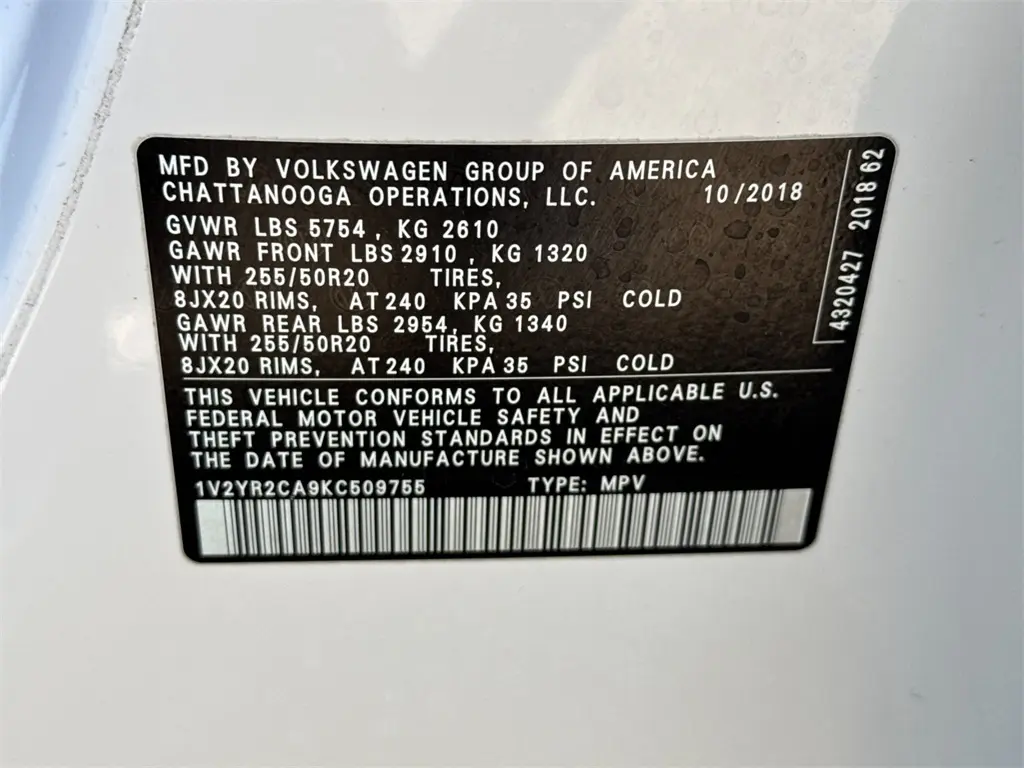 MFD BY VOLKSWAGEN GROUP OF AMERICA
CHATTANOOGA OPERATIONS, LLC. 10/2018
GVWR LBS 5754, KG 2610
GAWR FRONT LBS 2910, KG 1320
WITH 255/50R20 TIRES,
8JX20 RIMS, AT 240 KPA 35 PSI COLD
GAWR REAR LBS 2954, KG 1340
WITH 255/50R20 TIRES,
8JX20 RIMS, AT 240 KPA 35 PSI COLD
THIS VEHICLE CONFORMS TO ALL APPLICABLE U.S.
FEDERAL MOTOR VEHICLE SAFETY AND
THEFT PREVENTION STANDARDS IN EFFECT ON
THE DATE OF MANUFACTURE SHOWN ABOVE.
1V2YR2CA9KC509755 TYPE: MPV
4320427 2018 62